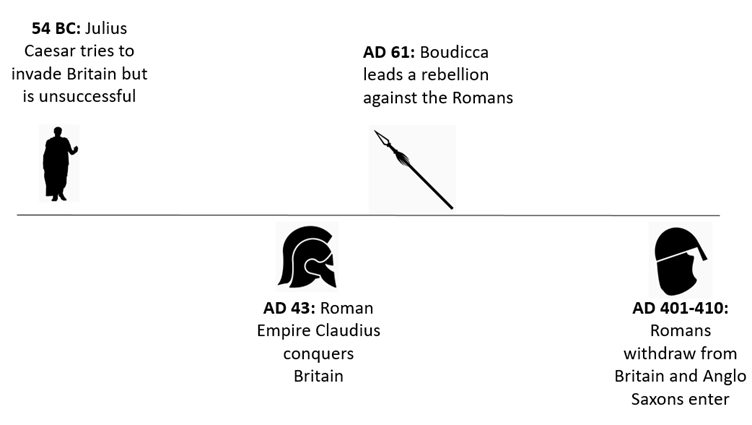 54 BC: Julius
Caesar tries to
invade Britain but
is unsuccessful
AD 61: Boudicca
leads a rebellion
against the Romans
AD 43: Roman
Empire Claudius
conquers
Britain
AD 401-410:
Romans
withdraw from
Britain and Anglo
Saxons enter